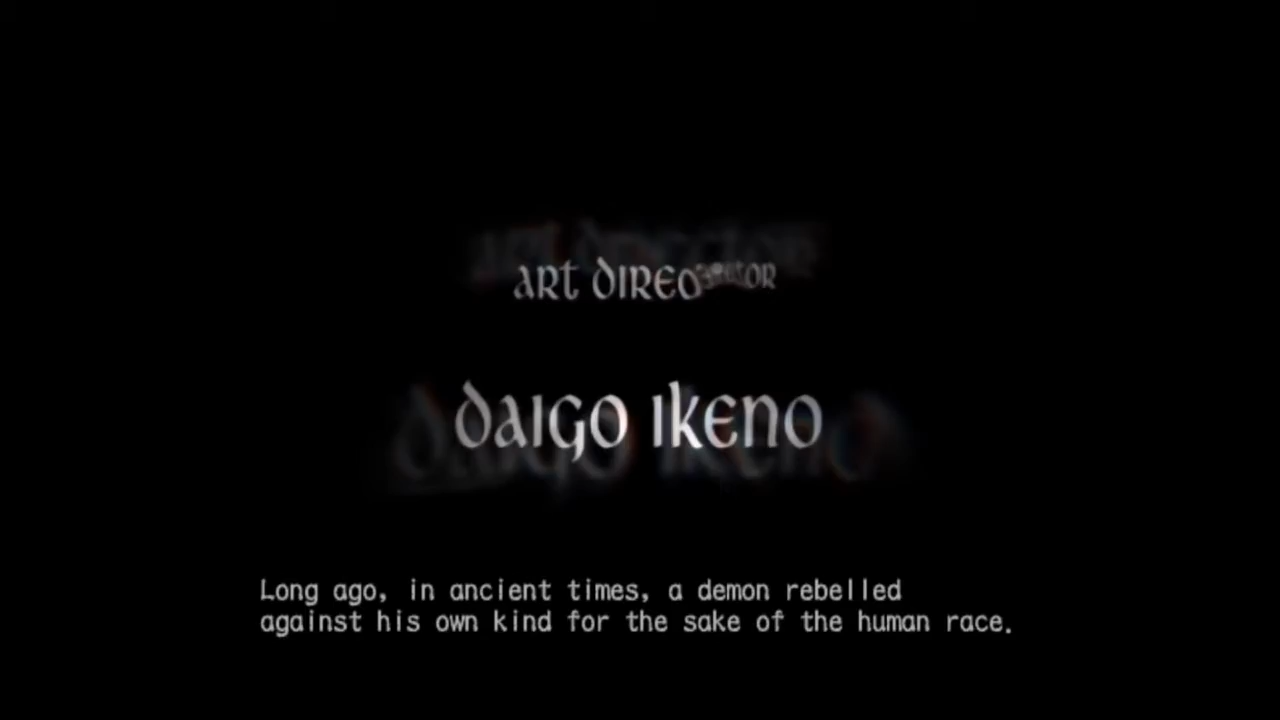 ART DIRECTOR
DAIGO IKENO
Long ago, in ancient times, a demon rebelled
against his own kind for the sake of the human race.